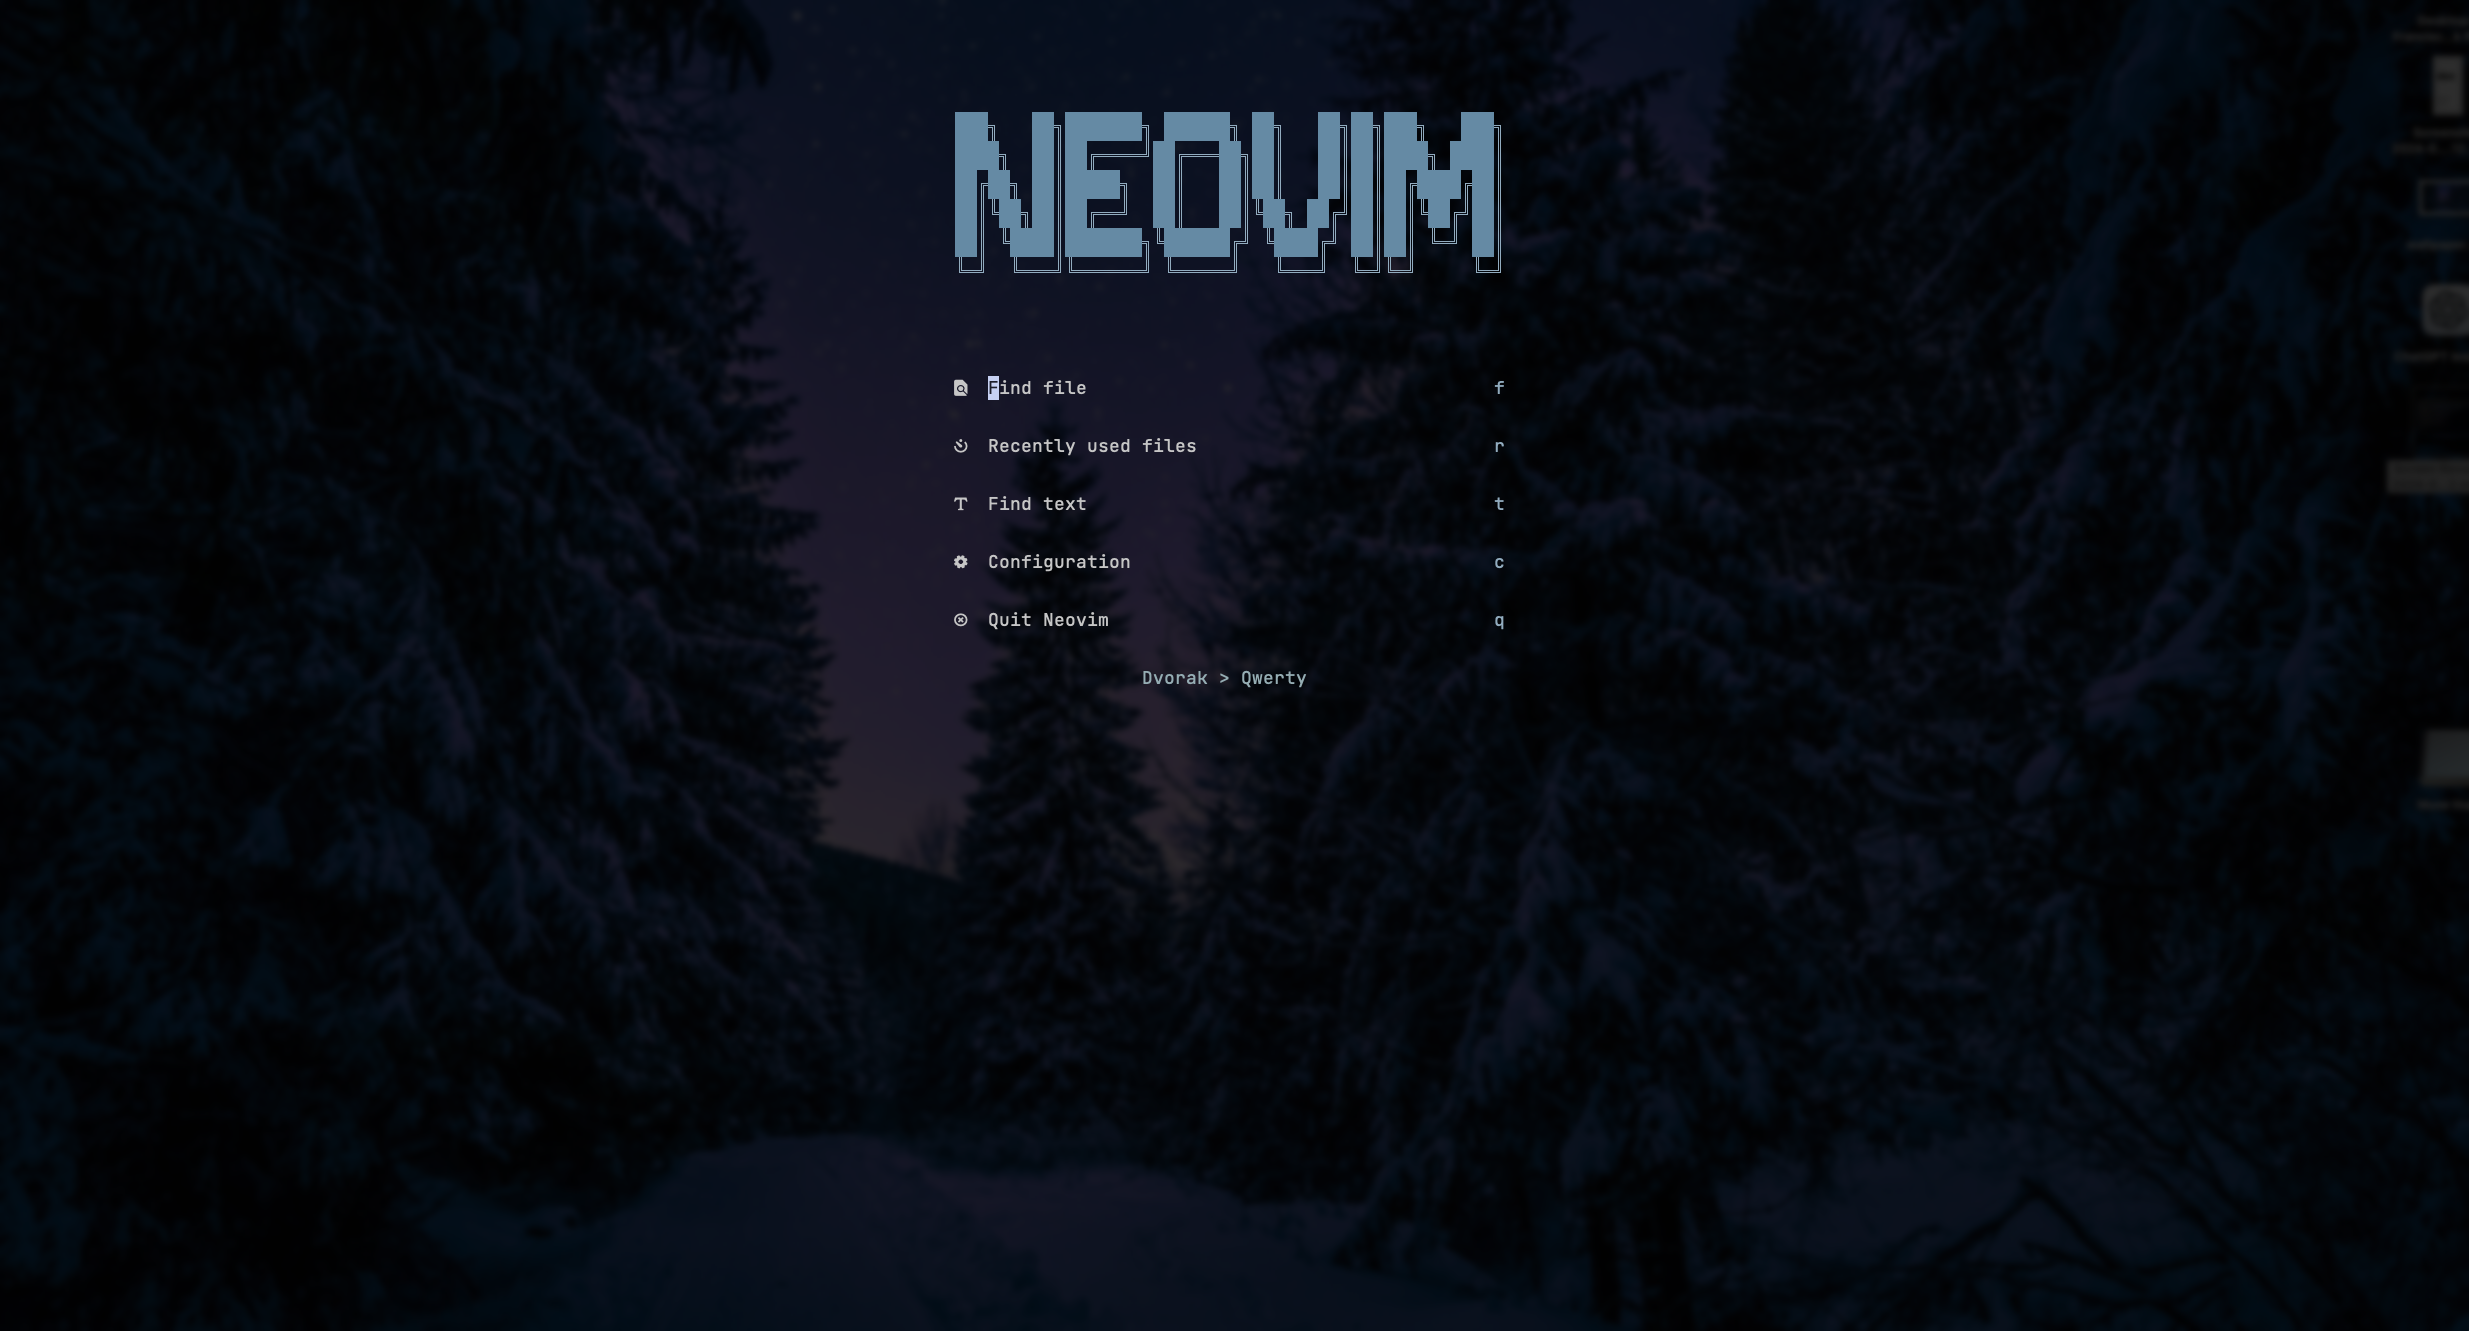 NEOVIM
Find file f
Recently used files r
Find text t
Configuration c
Quit Neovim q
Dvorak > Qwerty